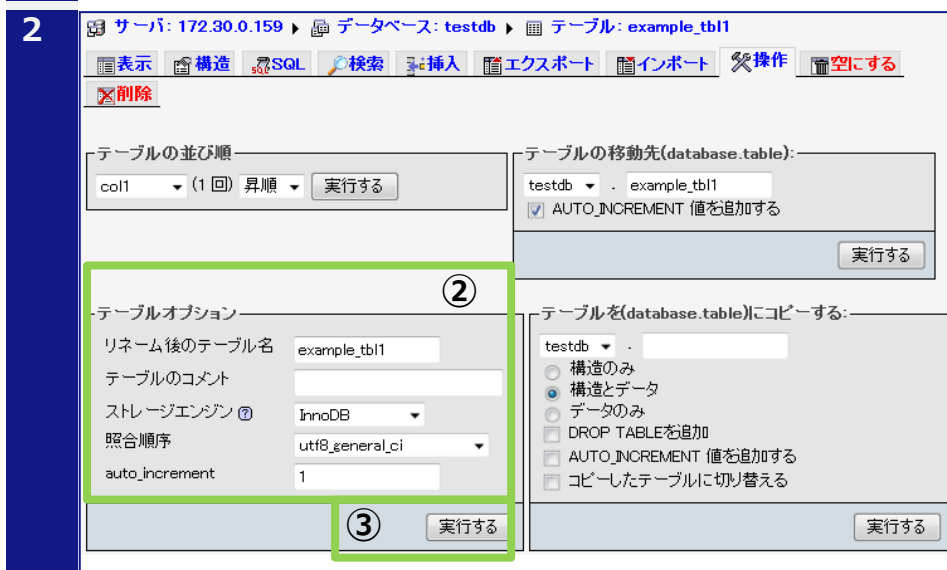 2
サーバ: 172.30.0.159 ▶ データベース: testdb ▶ テーブル: example_tbl1
表示 構造 SQL 検索 挿入 エクスポート インポート 操作 空にする
削除
テーブルの並び順
col1 (1 回) 昇順 実行する
テーブルの移動先(database.table):
testdb . example_tbl1
AUTO_INCREMENT 値を追加する
実行する
②
テーブルオプション
リネーム後のテーブル名 example_tbl1
テーブルのコメント
ストレージエンジン InnoDB
照合順序 utf8_general_ci
auto_increment 1
③ 実行する
テーブルを(database.table)にコピーする:
testdb .
構造のみ
構造とデータ
データのみ
DROP TABLEを追加
AUTO_INCREMENT 値を追加する
コピーしたテーブルに切り替える
実行する